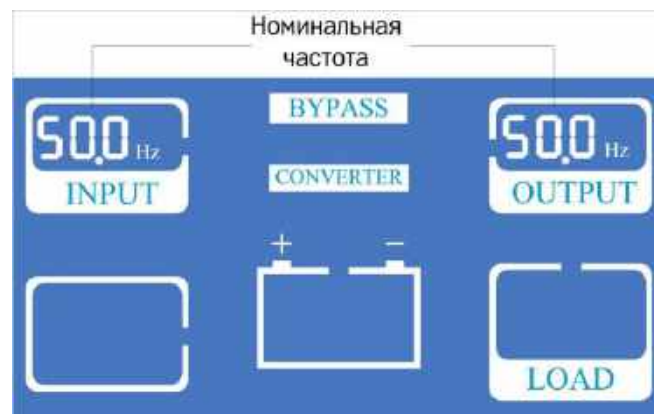 Номинальная
частота
50.0 Hz
INPUT
BYPASS
CONVERTER
50.0 Hz
OUTPUT
+ −
LOAD